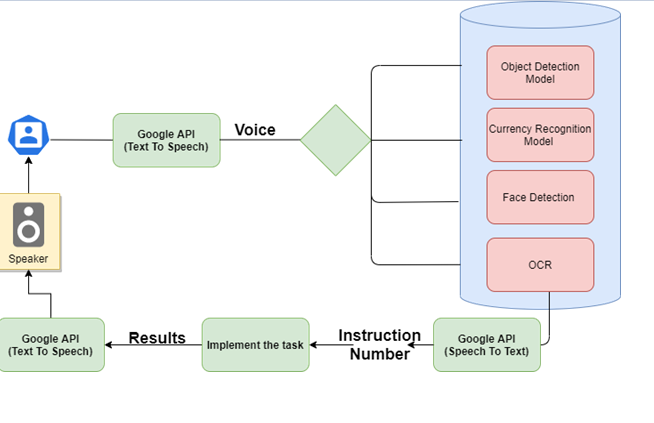 Object Detection
Model
Google API
(Text To Speech)
Voice
Currency Recognition
Model
Face Detection
Speaker
OCR
Google API
(Text To Speech)
Results
Implement the task
Instruction
Number
Google API
(Speech To Text)